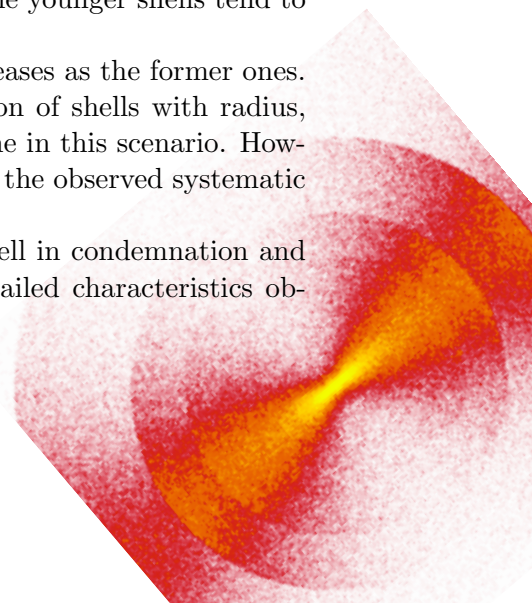 e younger shells tend to
eases as the former ones.
on of shells with radius,
ne in this scenario. How-
the observed systematic
ell in condemnation and
ailed characteristics ob-